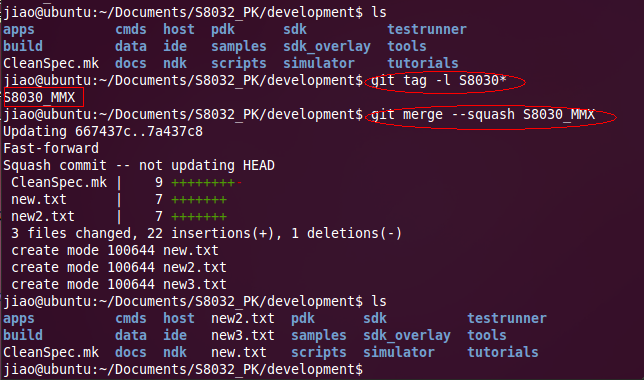 jiao@ubuntu:~/Documents/S8032_PK/development$ ls
apps cmds host pdk sdk testrunner
build data ide samples sdk_overlay tools
CleanSpec.mk docs ndk scripts simulator tutorials
jiao@ubuntu:~/Documents/S8032_PK/development$ git tag -l S8030*
S8030_MMX
jiao@ubuntu:~/Documents/S8032_PK/development$ git merge --squash S8030_MMX
Updating 667437c..7a437c8
Fast-forward
Squash commit -- not updating HEAD
CleanSpec.mk | 9 ++++++++-
new.txt | 7 +++++++
new2.txt | 7 +++++++
3 files changed, 22 insertions(+), 1 deletions(-)
create mode 100644 new.txt
create mode 100644 new2.txt
create mode 100644 new3.txt
jiao@ubuntu:~/Documents/S8032_PK/development$ ls
apps cmds host new2.txt pdk sdk testrunner
build data ide new3.txt samples sdk_overlay tools
CleanSpec.mk docs ndk new.txt scripts simulator tutorials
jiao@ubuntu:~/Documents/S8032_PK/development$